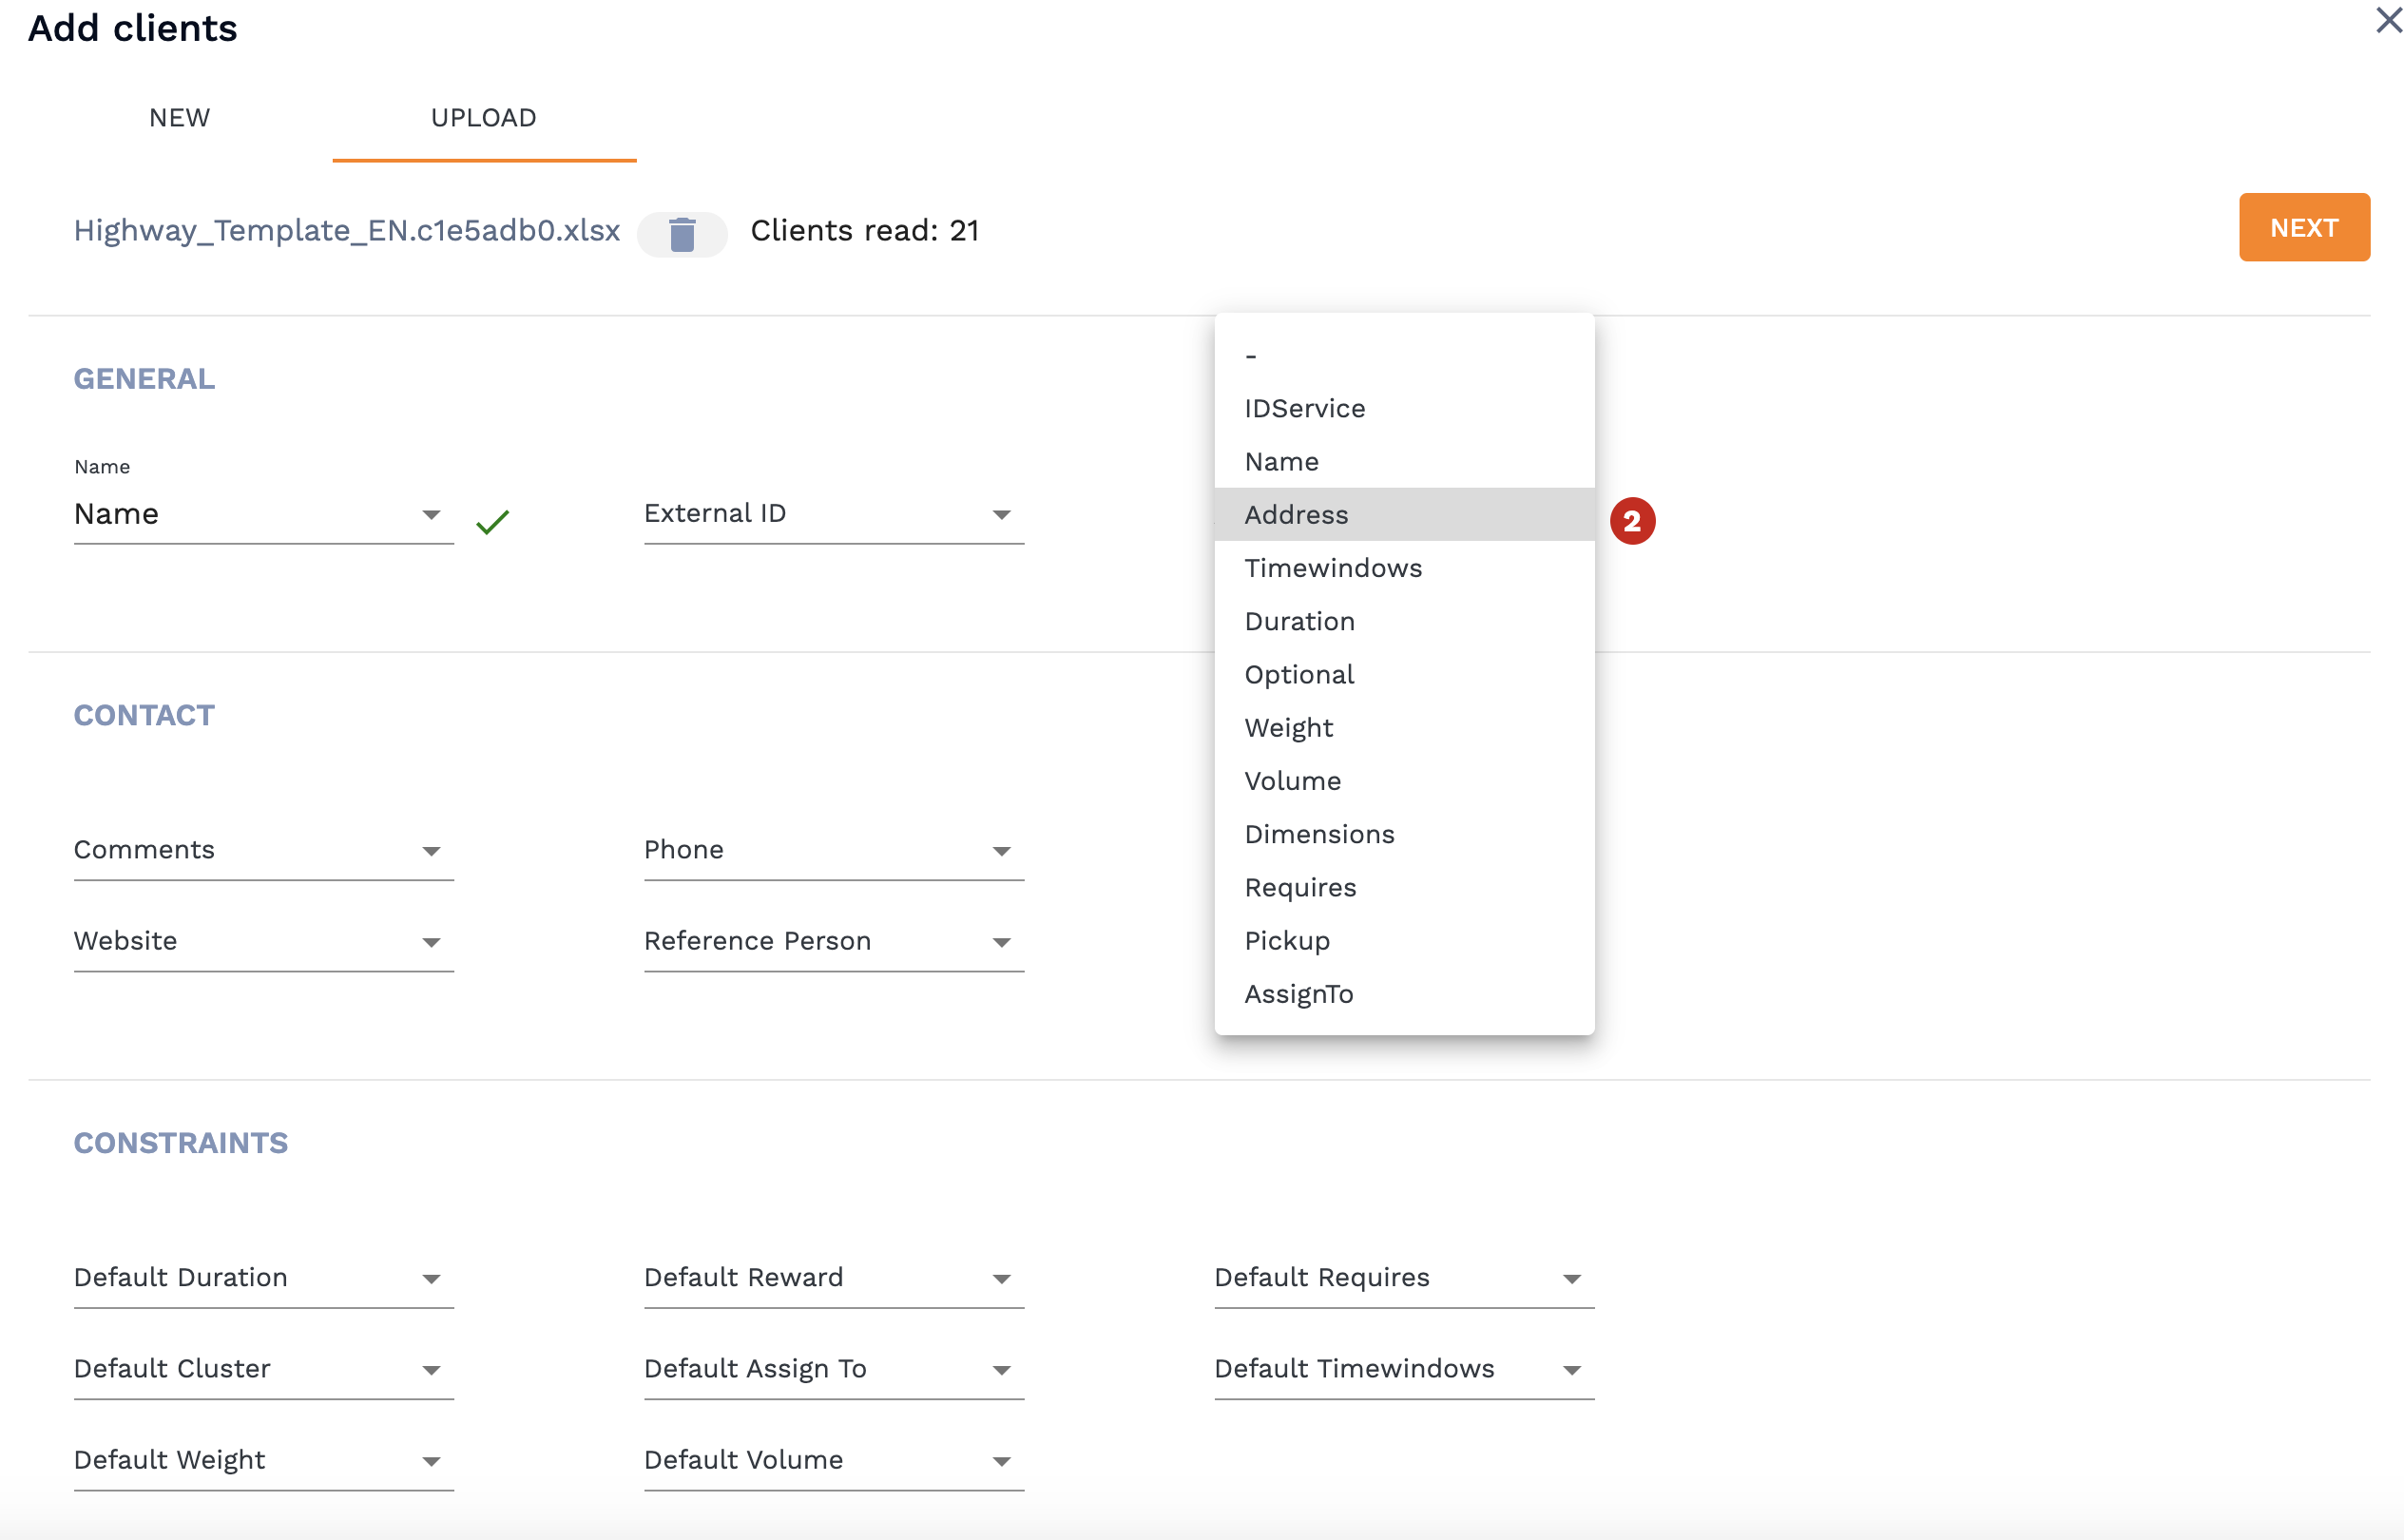 Add clients
NEW UPLOAD
Highway_Template_EN.c1e5adb0.xlsx Clients read: 21 NEXT
GENERAL
Name
Name External ID
-
IDService
Name
Address 2
Timewindows
Duration
Optional
Weight
Volume
Dimensions
Requires
Pickup
AssignTo
CONTACT
Comments Phone
Website Reference Person
CONSTRAINTS
Default Duration Default Reward Default Requires
Default Cluster Default Assign To Default Timewindows
Default Weight Default Volume